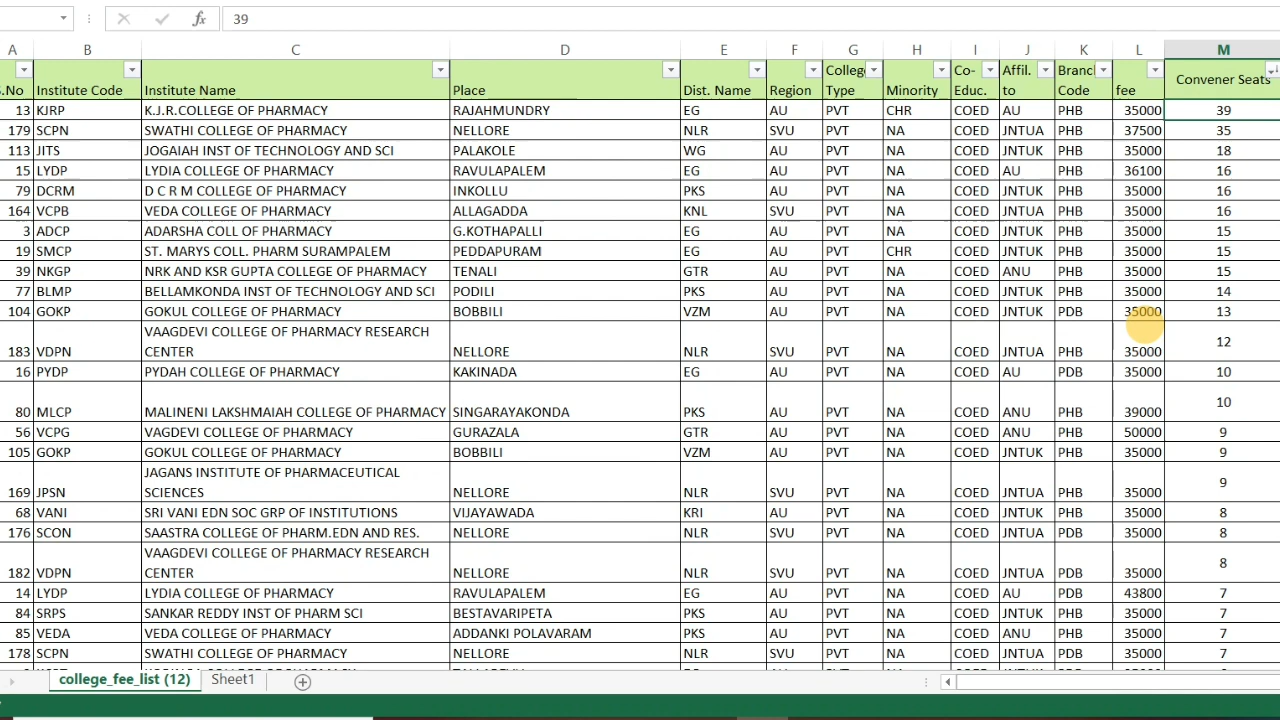 39
A B C D E F G H I J K L M
College Co- Affil. Branch
S.No Institute Code Institute Name Place Dist. Name Region Type Minority Educ. to Code fee Convener Seats
13 KJRP K.J.R.COLLEGE OF PHARMACY RAJAHMUNDRY EG AU PVT CHR COED AU PHB 35000 39
179 SCPN SWATHI COLLEGE OF PHARMACY NELLORE NLR SVU PVT NA COED JNTUA PHB 37500 35
113 JITS JOGAIAH INST OF TECHNOLOGY AND SCI PALAKOLE WG AU PVT NA COED JNTUK PHB 35000 18
15 LYDP LYDIA COLLEGE OF PHARMACY RAVULAPALEM EG AU PVT NA COED AU PHB 36100 16
79 DCRM D C R M COLLEGE OF PHARMACY INKOLLU PKS AU PVT NA COED JNTUK PHB 35000 16
164 VCPB VEDA COLLEGE OF PHARMACY ALLAGADDA KNL SVU PVT NA COED JNTUA PHB 35000 16
3 ADCP ADARSHA COLL OF PHARMACY G.KOTHAPALLI EG AU PVT NA COED JNTUK PHB 35000 15
19 SMCP ST. MARYS COLL. PHARM SURAMPALEM PEDDAPURAM EG AU PVT CHR COED JNTUK PHB 35000 15
39 NKGP NRK AND KSR GUPTA COLLEGE OF PHARMACY TENALI GTR AU PVT NA COED ANU PHB 35000 15
77 BLMP BELLAMKONDA INST OF TECHNOLOGY AND SCI PODILI PKS AU PVT NA COED JNTUK PHB 35000 14
104 GOKP GOKUL COLLEGE OF PHARMACY BOBBILI VZM AU PVT NA COED JNTUK PDB 35000 13
VAAGDEVI COLLEGE OF PHARMACY RESEARCH
183 VDPN CENTER NELLORE NLR SVU PVT NA COED JNTUA PHB 35000 12
16 PYDP PYDAH COLLEGE OF PHARMACY KAKINADA EG AU PVT NA COED AU PDB 35000 10
80 MLCP MALINENI LAKSHMAIAH COLLEGE OF PHARMACY SINGARAYAKONDA PKS AU PVT NA COED ANU PHB 39000 10
56 VCPG VAGDEVI COLLEGE OF PHARMACY GURAZALA GTR AU PVT NA COED ANU PHB 50000 9
105 GOKP GOKUL COLLEGE OF PHARMACY BOBBILI VZM AU PVT NA COED JNTUK PHB 35000 9
JAGANS INSTITUTE OF PHARMACEUTICAL
169 JPSN SCIENCES NELLORE NLR SVU PVT NA COED JNTUA PHB 35000 9
68 VANI SRI VANI EDN SOC GRP OF INSTITUTIONS VIJAYAWADA KRI AU PVT NA COED JNTUK PHB 35000 8
176 SCON SAASTRA COLLEGE OF PHARM.EDN AND RES. NELLORE NLR SVU PVT NA COED JNTUA PDB 35000 8
VAAGDEVI COLLEGE OF PHARMACY RESEARCH
182 VDPN CENTER NELLORE NLR SVU PVT NA COED JNTUA PDB 35000 8
14 LYDP LYDIA COLLEGE OF PHARMACY RAVULAPALEM EG AU PVT NA COED AU PDB 43800 7
84 SRPS SANKAR REDDY INST OF PHARM SCI BESTAVARIPETA PKS AU PVT NA COED JNTUK PHB 35000 7
85 VEDA VEDA COLLEGE OF PHARMACY ADDANKI POLAVARAM PKS AU PVT NA COED ANU PHB 35000 7
178 SCPN SWATHI COLLEGE OF PHARMACY NELLORE NLR SVU PVT NA COED JNTUA PDB 35000 7
college_fee_list (12) Sheet1